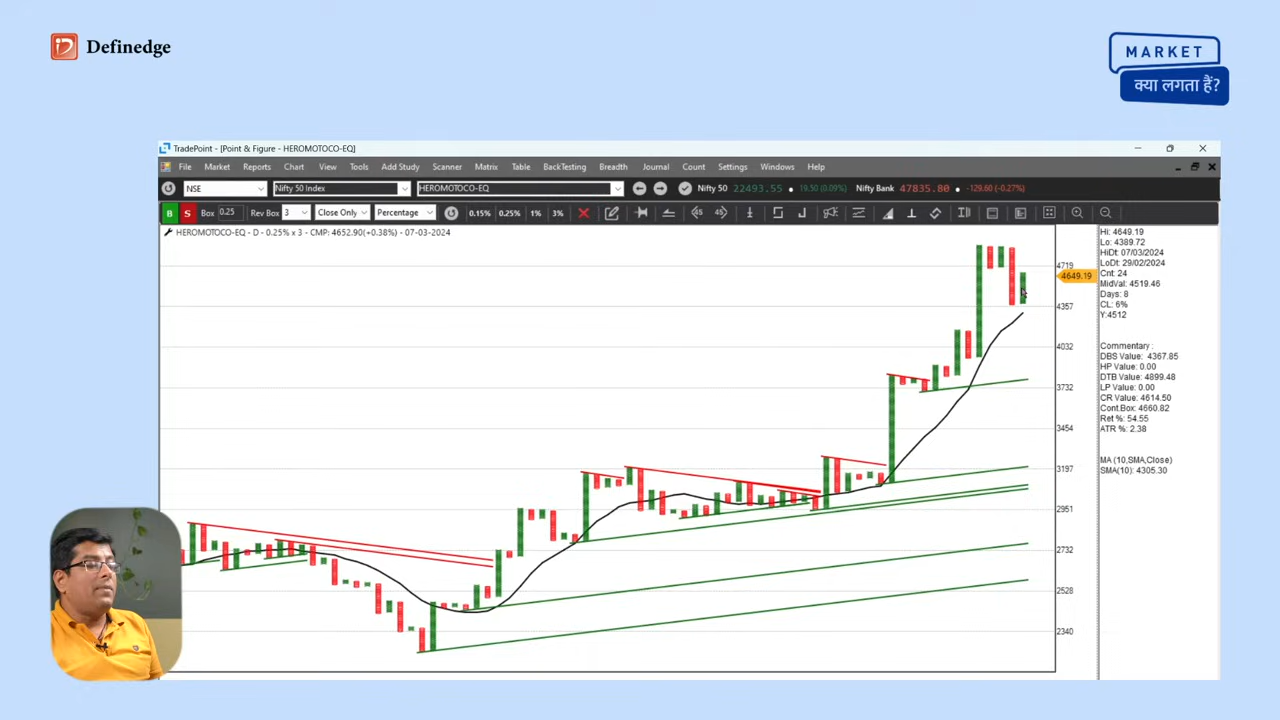 Definedge
MARKET
क्या लगता हैं?
TradePoint - [Point & Figure - HEROMOTOCO-EQ]
File Market Reports Chart View Tools Add Study Scanner Matrix Table BackTesting Breadth Journal Count Settings Windows Help
NSE Nifty 50 Index HEROMOTOCO-EQ Nifty 50 22493.55 19.50 (0.09%) Nifty Bank 47835.80 -129.60 (-0.27%)
B S Box 0.25 Rev Box 3 Close Only Percentage 0.15% 0.25% 1% 3%
HEROMOTOCO-EQ - D - 0.25% x 3 - CMP: 4652.90(+0.38%) - 07-03-2024
4719
4649.19
4357
4032
3732
3454
3197
2951
2732
2528
2340
Hi: 4649.19
Lo: 4389.72
HiDt: 07/03/2024
LoDt: 29/02/2024
Cnt: 24
MidVal: 4519.46
Days: 8
CL: 6%
Y:4512
Commentary :
DBS Value: 4367.85
HP Value: 0.00
DTB Value: 4899.48
LP Value: 0.00
CR Value: 4614.50
Cont.Box: 4660.82
Ret %: 54.55
ATR %: 2.38
MA (10,SMA,Close)
SMA(10): 4305.30